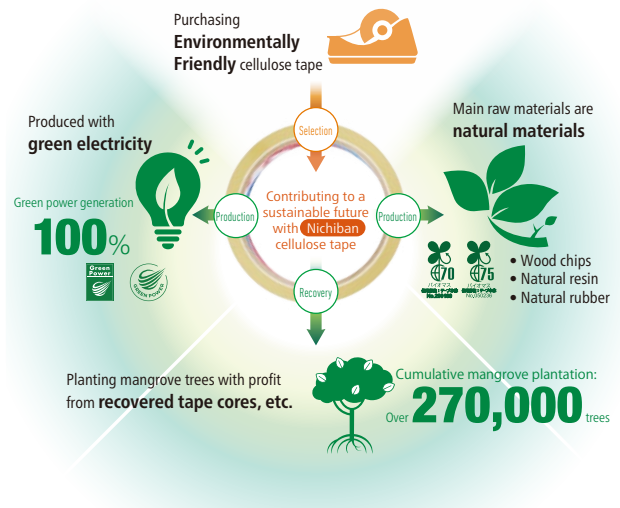 Purchasing
Environmentally
Friendly cellulose tape
Selection
Produced with
green electricity
Green power generation
100%
Green
Power
GREEN POWER
Production
Contributing to a
sustainable future
with Nichiban
cellulose tape
Production
Main raw materials are
natural materials
70
バイオマス
75
バイオマス
No.050236
• Wood chips
• Natural resin
• Natural rubber
Recovery
Planting mangrove trees with profit
from recovered tape cores, etc.
Cumulative mangrove plantation:
Over 270,000 trees